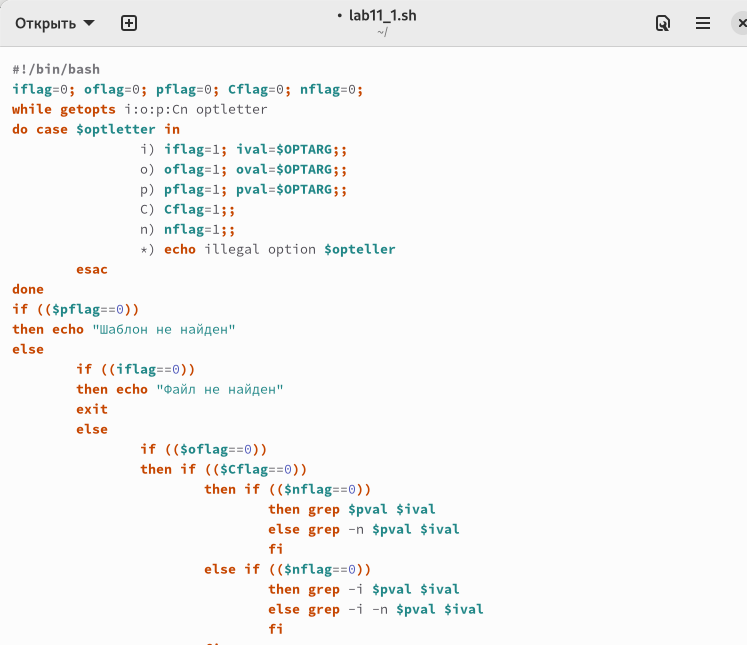 Открыть
• lab11_1.sh
~/
#!/bin/bash
iflag=0; oflag=0; pflag=0; Cflag=0; nflag=0;
while getopts i:o:p:Cn optletter
do case $optletter in
i) iflag=1; ival=$OPTARG;;
o) oflag=1; oval=$OPTARG;;
p) pflag=1; pval=$OPTARG;;
C) Cflag=1;;
n) nflag=1;;
*) echo illegal option $opteller
esac
done
if (($pflag==0))
then echo "Шаблон не найден"
else
if ((iflag==0))
then echo "Файл не найден"
exit
else
if (($oflag==0))
then if (($Cflag==0))
then if (($nflag==0))
then grep $pval $ival
else grep -n $pval $ival
fi
else if (($nflag==0))
then grep -i $pval $ival
else grep -i -n $pval $ival
fi